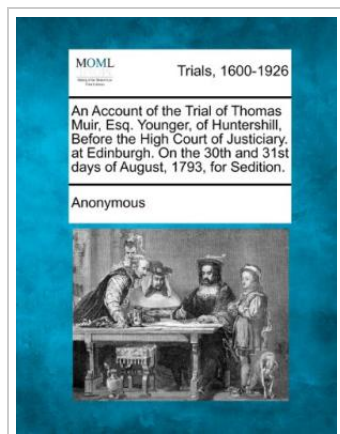 MOML
Trials, 1600-1926
An Account of the Trial of Thomas
Muir, Esq. Younger, of Huntershill,
Before the High Court of Justiciary.
at Edinburgh. On the 30th and 31st
days of August, 1793, for Sedition.
Anonymous